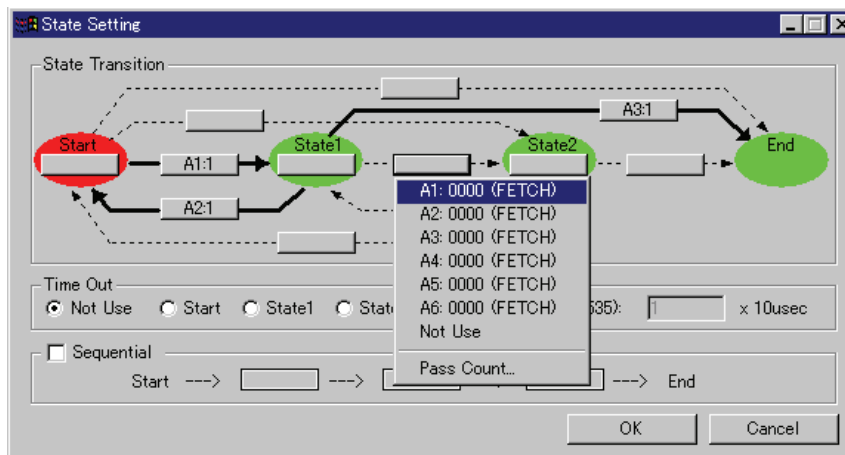 State Setting
State Transition
A3:1
Start
State1
State2
End
A1:1
A2:1
A1: 0000 (FETCH)
A2: 0000 (FETCH)
A3: 0000 (FETCH)
A4: 0000 (FETCH)
A5: 0000 (FETCH)
A6: 0000 (FETCH)
Not Use
Pass Count...
Time Out
Not Use Start State1 State 535): 1 x 10usec
Sequential
Start ---> ---> ---> End
OK Cancel